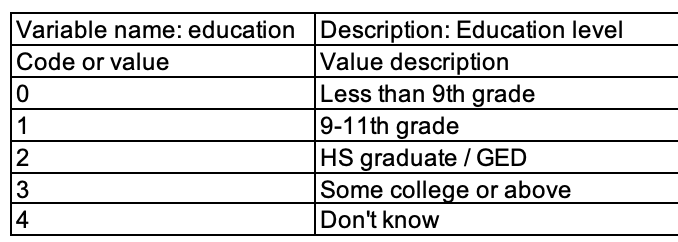 Variable name: education Description: Education level
Code or value Value description
0 Less than 9th grade
1 9-11th grade
2 HS graduate / GED
3 Some college or above
4 Don't know